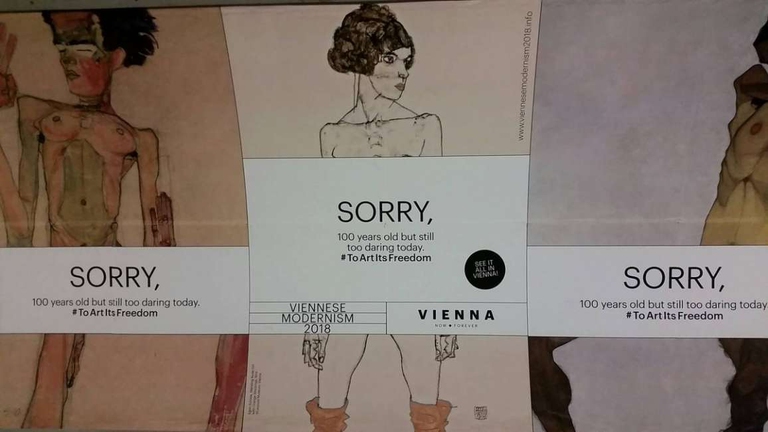 www.viennesemodernism2018.info
SORRY,
100 years old but still too daring today.
#ToArtItsFreedom
SORRY,
100 years old but still
too daring today.
#ToArtItsFreedom
SEE IT
ALL IN
VIENNA!
VIENNESE
MODERNISM
2018
VIENNA
NOW FOREVER
SORRY,
100 years old but still too daring today.
#ToArtItsFreedom